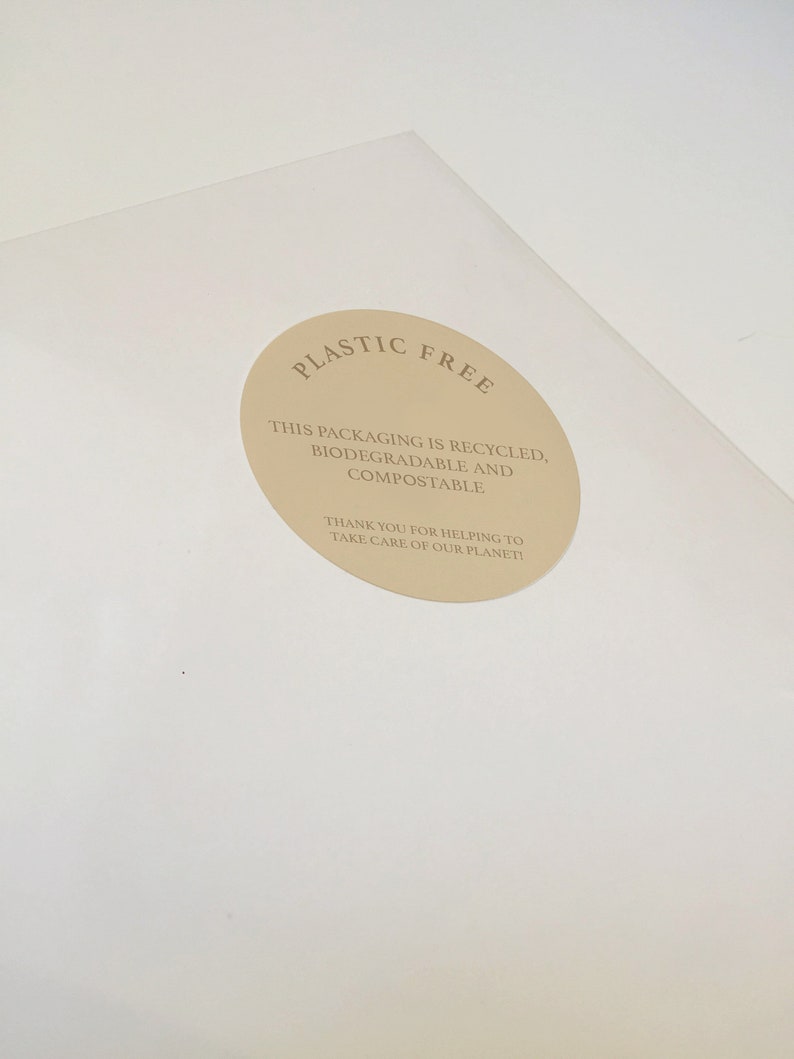 PLASTIC FREE
THIS PACKAGING IS RECYCLED,
BIODEGRADABLE AND
COMPOSTABLE
THANK YOU FOR HELPING TO
TAKE CARE OF OUR PLANET!